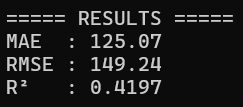 ===== RESULTS =====
MAE  : 125.07
RMSE : 149.24
R²   : 0.4197